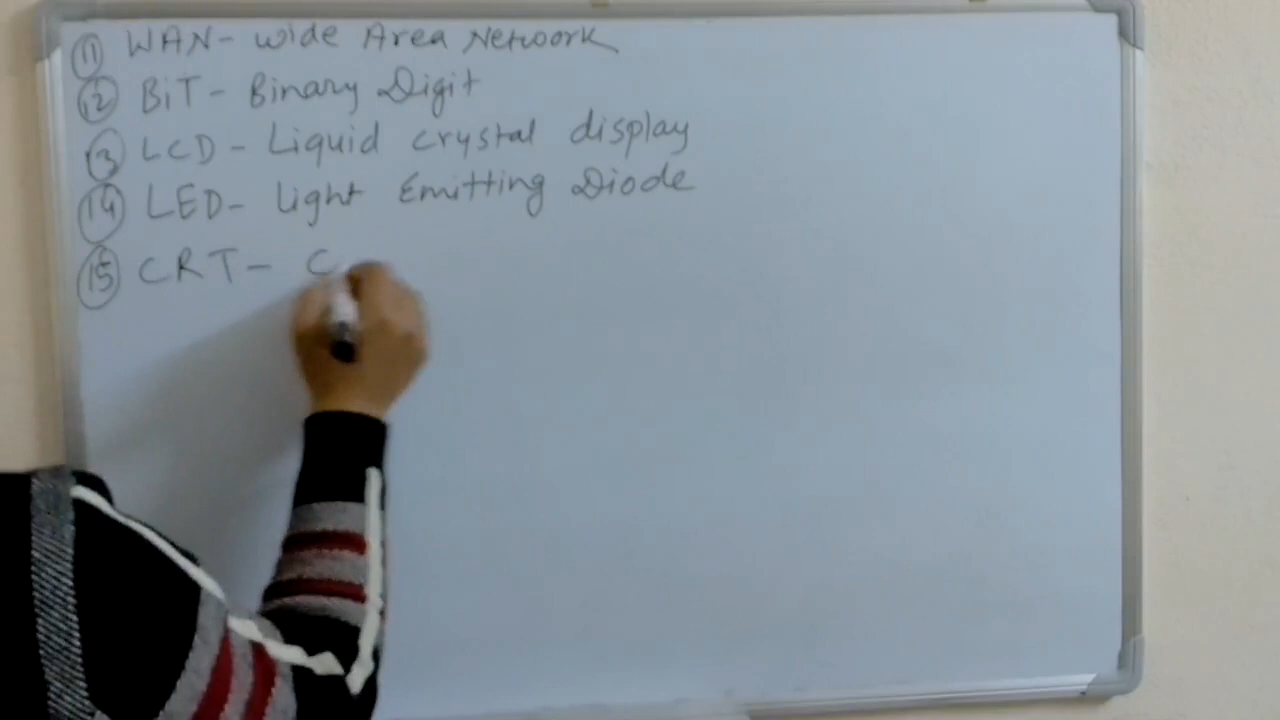 11 WAN- Wide Area Network
12 BiT- Binary Digit
13 LCD- Liquid crystal display
14 LED- Light Emitting Diode
15 CRT- C